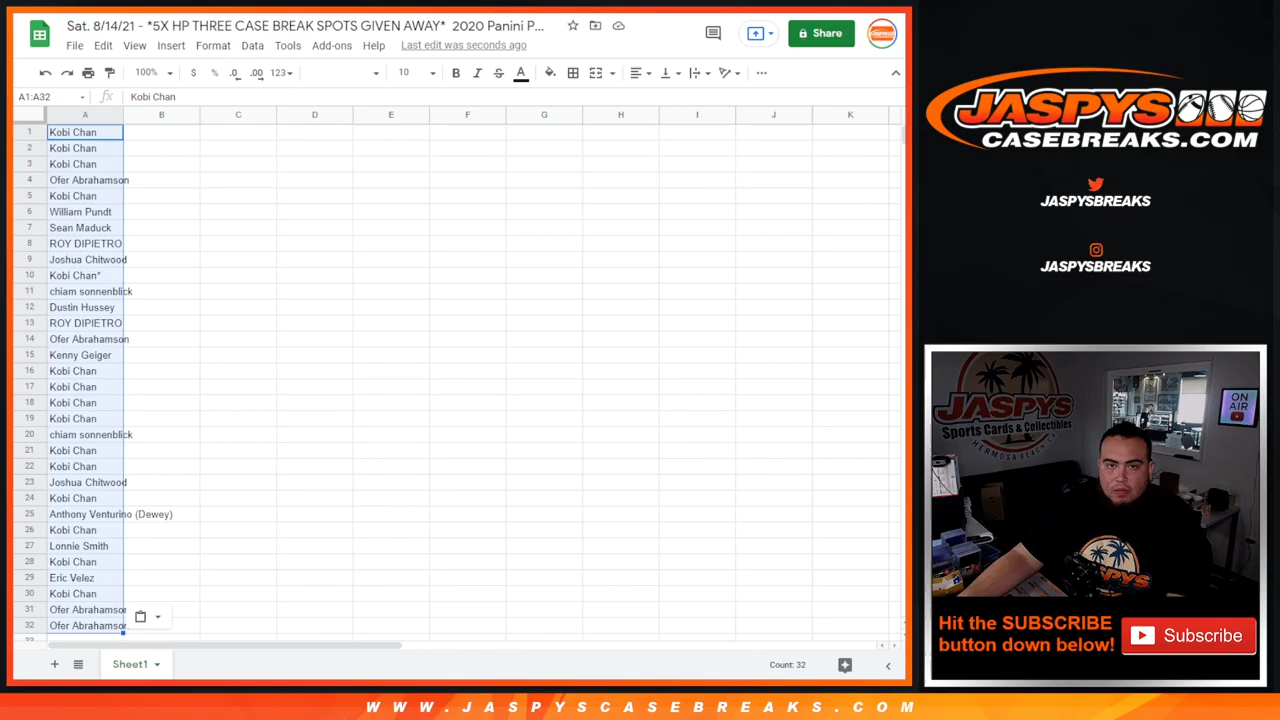 Sat. 8/14/21 - *5X HP THREE CASE BREAK SPOTS GIVEN AWAY* 2020 Panini P...
File Edit View Insert Format Data Tools Add-ons Help Last edit was seconds ago
Share
100% $ % .0 .00 123 10 B I S A
A1:A32 fx Kobi Chan
A B C D E F G H I J K
1 Kobi Chan
2 Kobi Chan
3 Kobi Chan
4 Ofer Abrahamson
5 Kobi Chan
6 William Pundt
7 Sean Maduck
8 ROY DIPIETRO
9 Joshua Chitwood
10 Kobi Chan*
11 chiam sonnenblick
12 Dustin Hussey
13 ROY DIPIETRO
14 Ofer Abrahamson
15 Kenny Geiger
16 Kobi Chan
17 Kobi Chan
18 Kobi Chan
19 Kobi Chan
20 chiam sonnenblick
21 Kobi Chan
22 Kobi Chan
23 Joshua Chitwood
24 Kobi Chan
25 Anthony Venturino (Dewey)
26 Kobi Chan
27 Lonnie Smith
28 Kobi Chan
29 Eric Velez
30 Kobi Chan
31 Ofer Abrahamson
32 Ofer Abrahamson
Sheet1
Count: 32
JASPYS
CASEBREAKS.COM
JASPYSBREAKS
JASPYSBREAKS
JASPYS
Sports Cards & Collectibles
HERMOSA BEACH, CA
ON
AIR
JASPYS
Hit the SUBSCRIBE
button down below!
Subscribe
WWW.JASPYSCASEBREAKS.COM